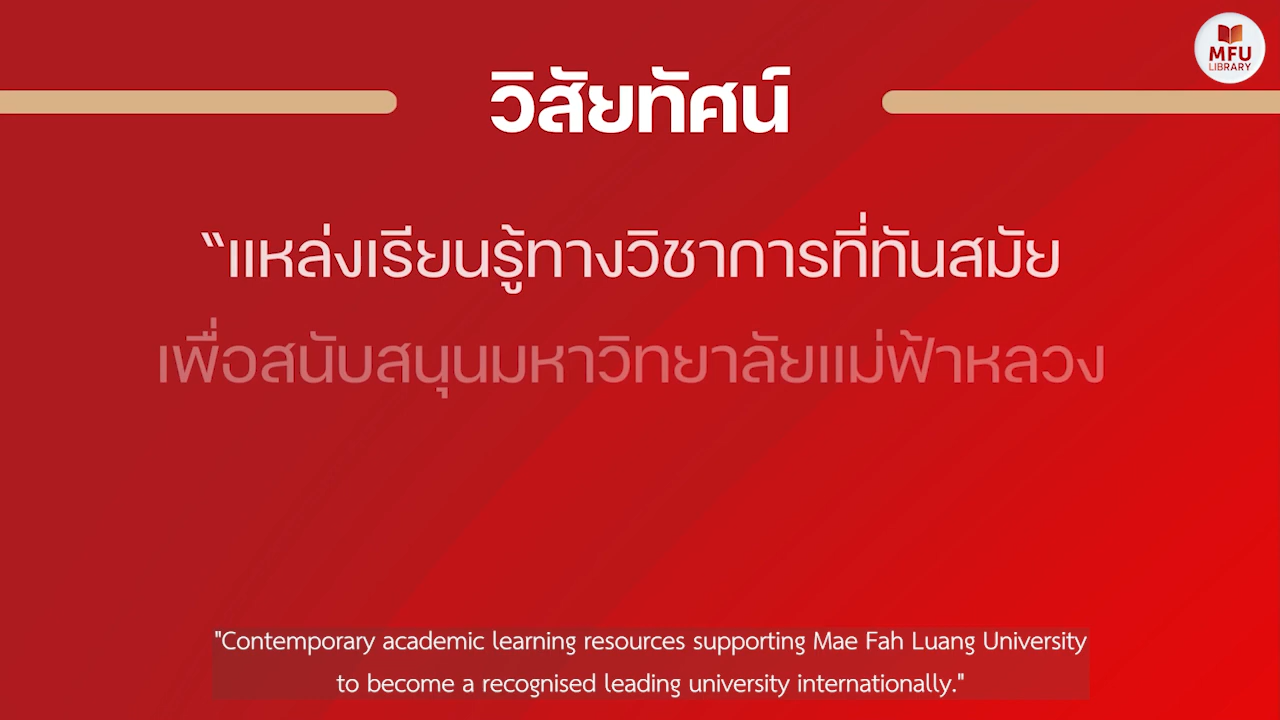 MFU
LIBRARY
วิสัยทัศน์
“แหล่งเรียนรู้ทางวิชาการที่ทันสมัย
เพื่อสนับสนุนมหาวิทยาลัยแม่ฟ้าหลวง
"Contemporary academic learning resources supporting Mae Fah Luang University
to become a recognised leading university internationally."